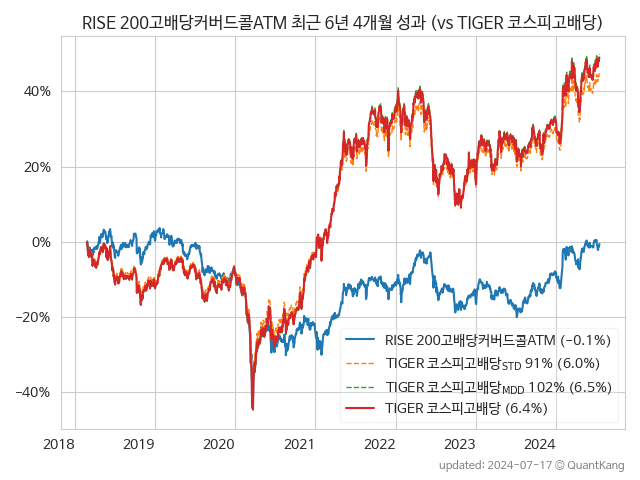 RISE 200고배당커버드콜ATM 최근 6년 4개월 성과 (vs TIGER 코스피고배당)
40%
20%
0%
−20%
−40%
RISE 200고배당커버드콜ATM (−0.1%)
TIGER 코스피고배당STD 91% (6.0%)
TIGER 코스피고배당MDD 102% (6.5%)
TIGER 코스피고배당 (6.4%)
2018 2019 2020 2021 2022 2023 2024
updated: 2024-07-17 © QuantKang